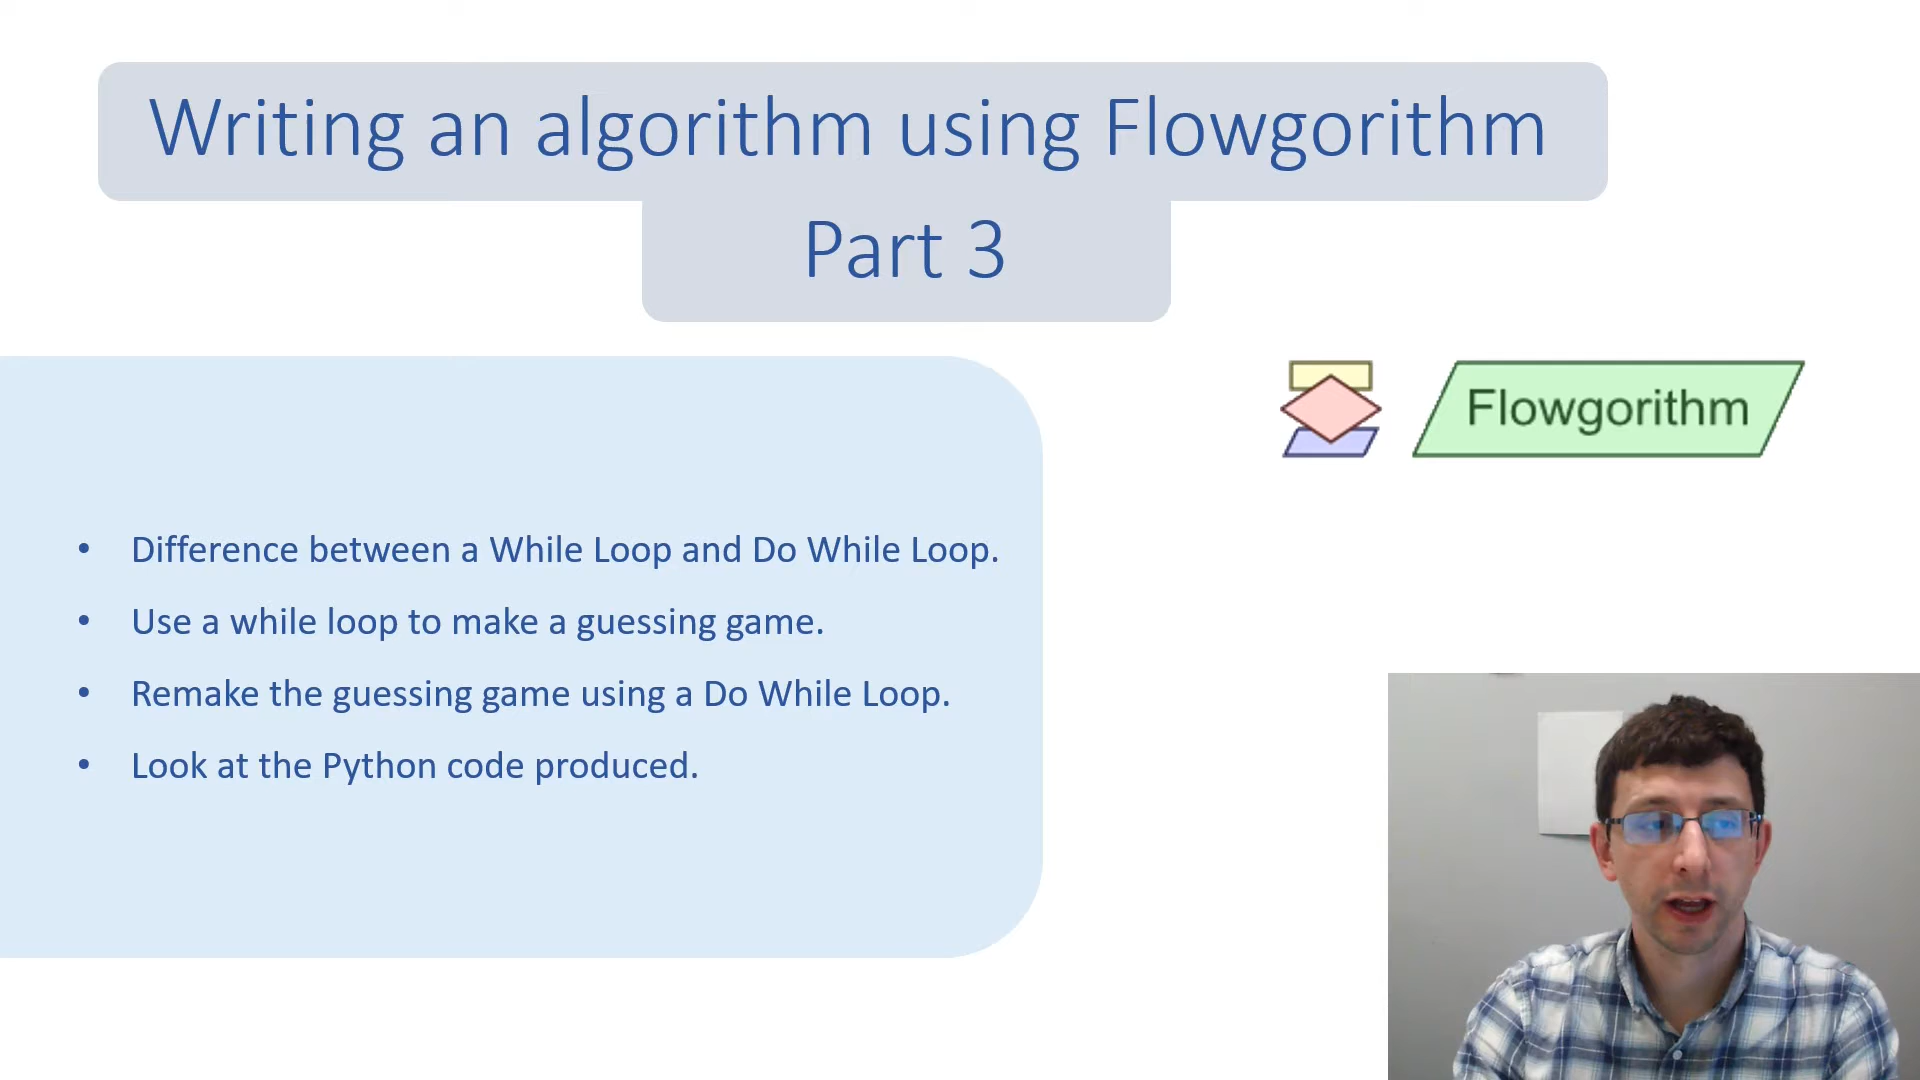 Writing an algorithm using Flowgorithm
Part 3
Flowgorithm
• Difference between a While Loop and Do While Loop.
• Use a while loop to make a guessing game.
• Remake the guessing game using a Do While Loop.
• Look at the Python code produced.